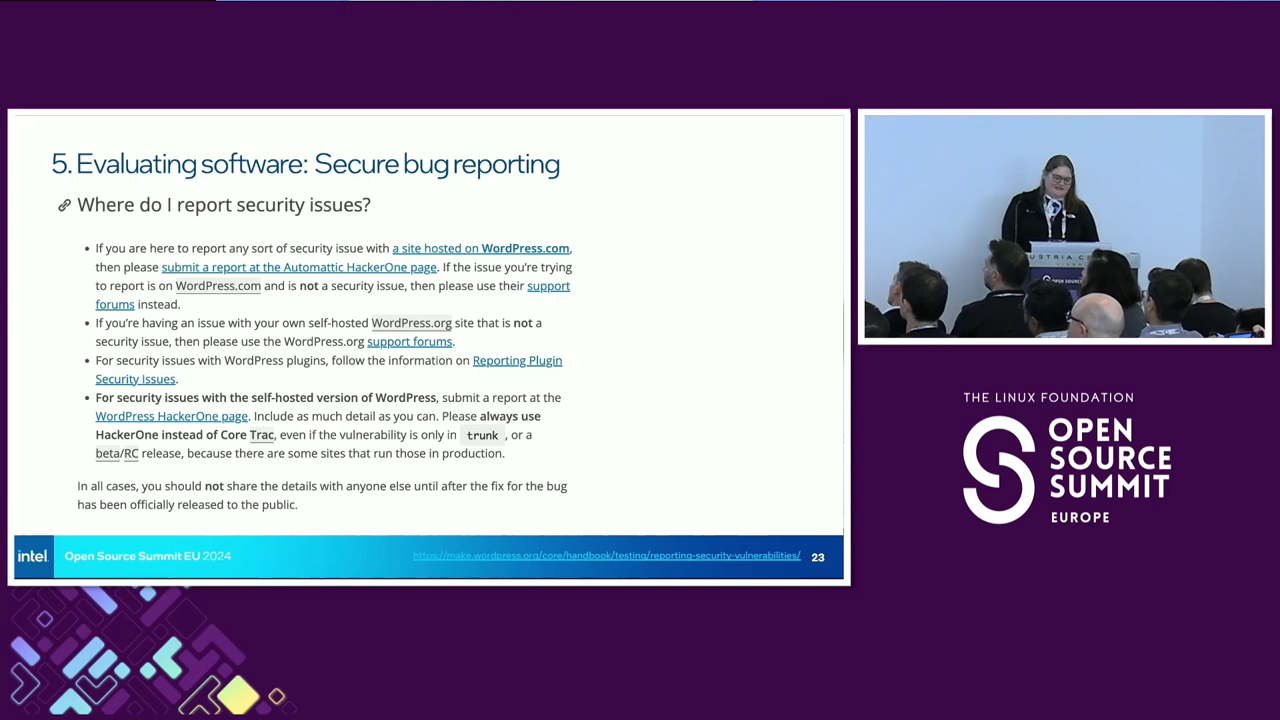 5. Evaluating software: Secure bug reporting
Where do I report security issues?
• If you are here to report any sort of security issue with a site hosted on WordPress.com,
then please submit a report at the Automattic HackerOne page. If the issue you’re trying
to report is on WordPress.com and is not a security issue, then please use their support
forums instead.
• If you’re having an issue with your own self-hosted WordPress.org site that is not a
security issue, then please use the WordPress.org support forums.
• For security issues with WordPress plugins, follow the information on Reporting Plugin
Security Issues.
• For security issues with the self-hosted version of WordPress, submit a report at the
WordPress HackerOne page. Include as much detail as you can. Please always use
HackerOne instead of Core Trac, even if the vulnerability is only in trunk, or a
beta/RC release, because there are some sites that run those in production.
In all cases, you should not share the details with anyone else until after the fix for the bug
has been officially released to the public.
intel.
Open Source Summit EU 2024
https://make.wordpress.org/core/handbook/testing/reporting-security-vulnerabilities/
23
THE LINUX FOUNDATION
OPEN
SOURCE
SUMMIT
EUROPE